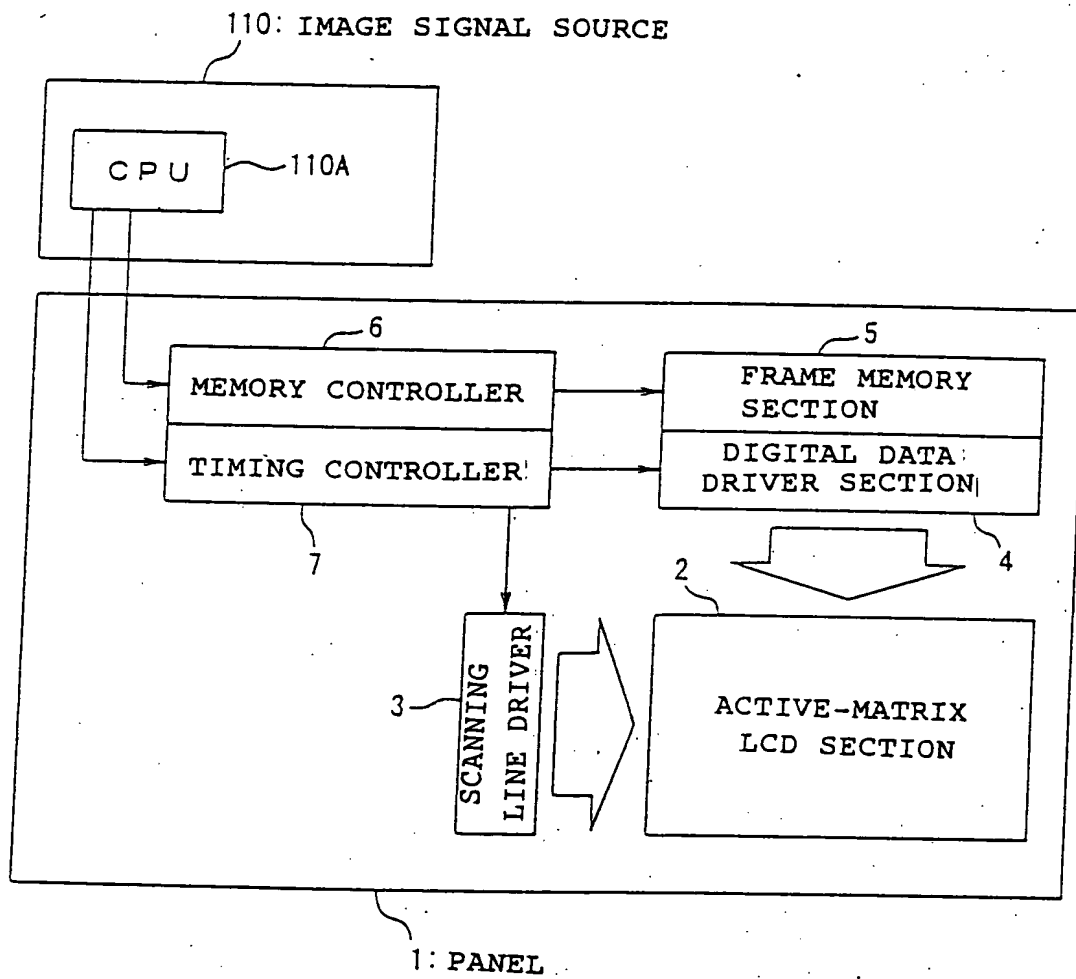 110: IMAGE SIGNAL SOURCE
CPU
110A
6
MEMORY CONTROLLER
TIMING CONTROLLER
7
5
FRAME MEMORY
SECTION
DIGITAL DATA
DRIVER SECTION
4
2
3
SCANNING
LINE DRIVER
ACTIVE-MATRIX
LCD SECTION
1: PANEL